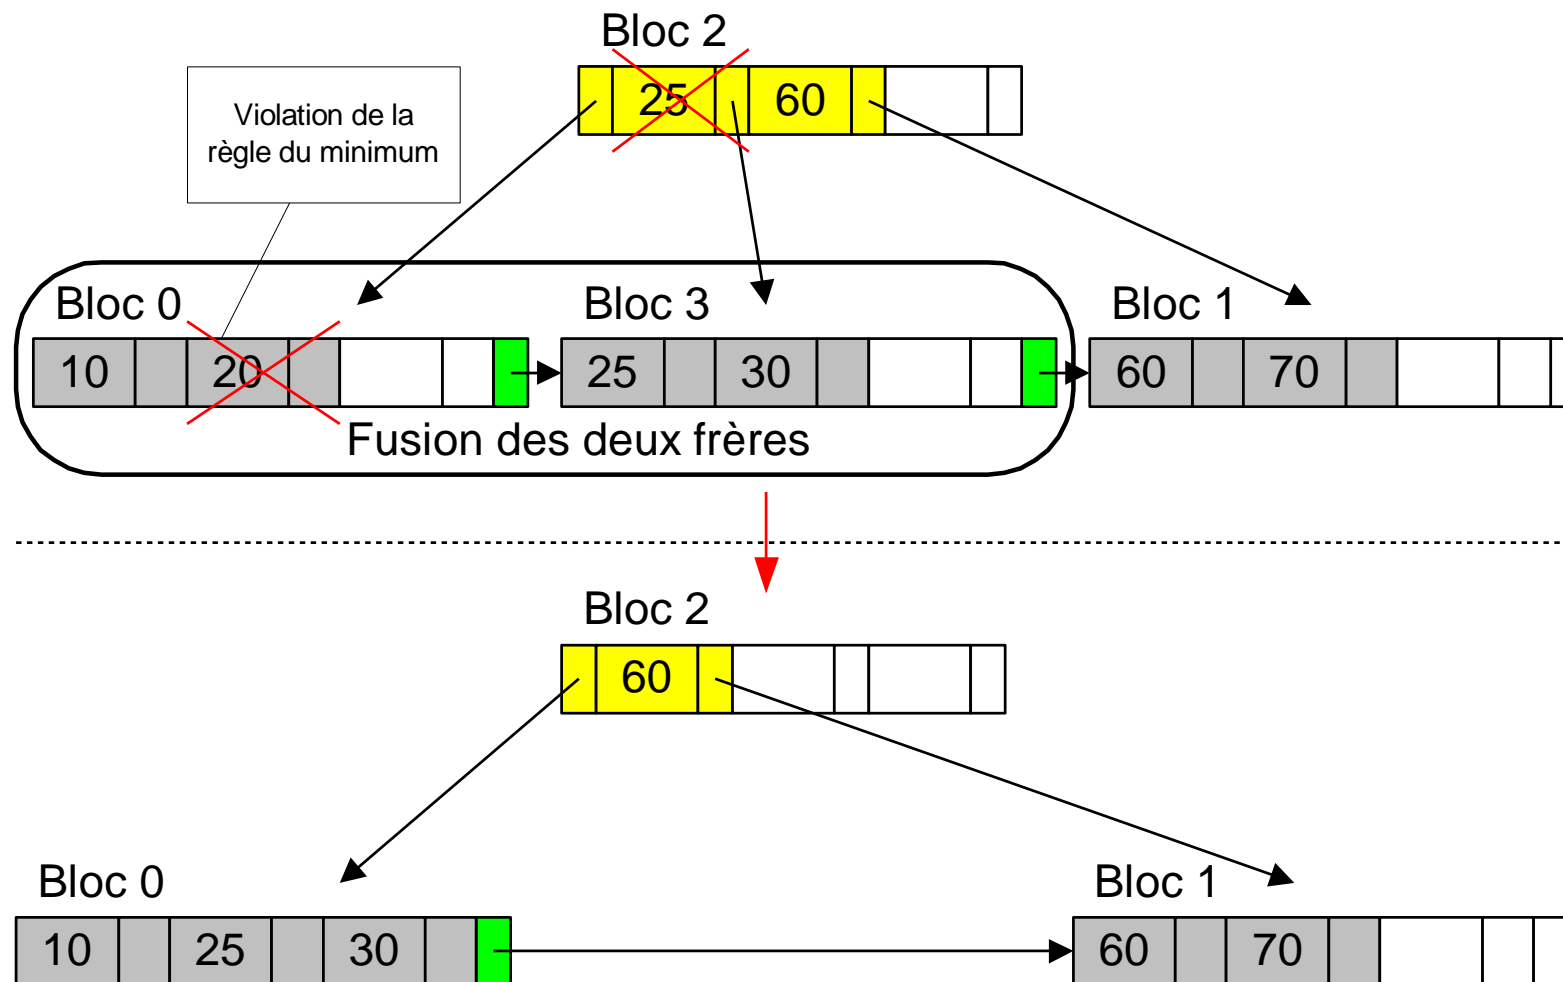 Bloc 2
25 60
Violation de la
règle du minimum
Bloc 0 Bloc 3 Bloc 1
10 20 25 30 60 70
Fusion des deux frères
Bloc 2
60
Bloc 0 Bloc 1
10 25 30 60 70